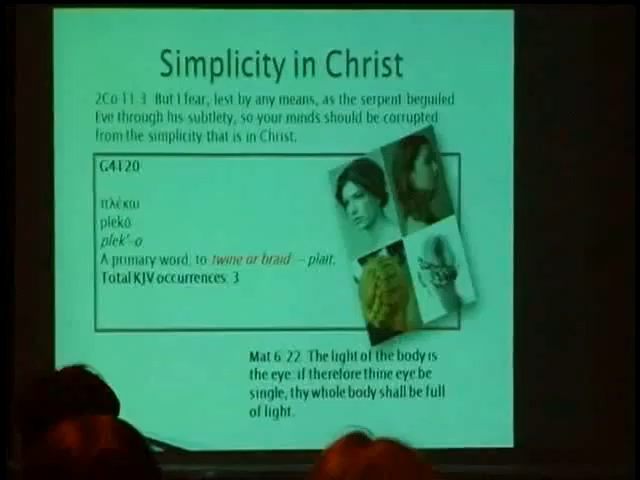 Simplicity in Christ
2Co 11:3 But I fear, lest by any means, as the serpent beguiled
Eve through his subtlety, so your minds should be corrupted
from the simplicity that is in Christ.
G4120
πλέκω
plekō
plek'-o
A primary word; to twine or braid -- plait.
Total KJV occurrences: 3
Mat 6:22 The light of the body is
the eye: if therefore thine eye be
single, thy whole body shall be full
of light.